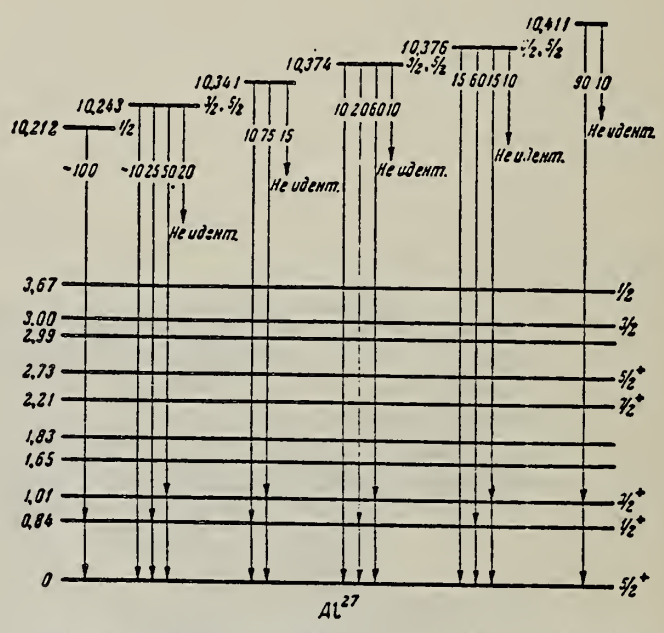 10,411
10,376 3/2, 5/2
10,374 3/2, 5/2
10,341
10,243 3/2, 5/2
10,212 1/2
~100
~10 25 50 20
10 75 15
10 20 60 10
15 60 15 10
90 10
Не идент.
Не идент.
Не идент.
Не идент.
Не идент.
3,67 1/2
3,00 3/2
2,99
2,73 5/2+
2,21 7/2+
1,83
1,65
1,01 3/2+
0,84 1/2+
0 5/2+
Al27